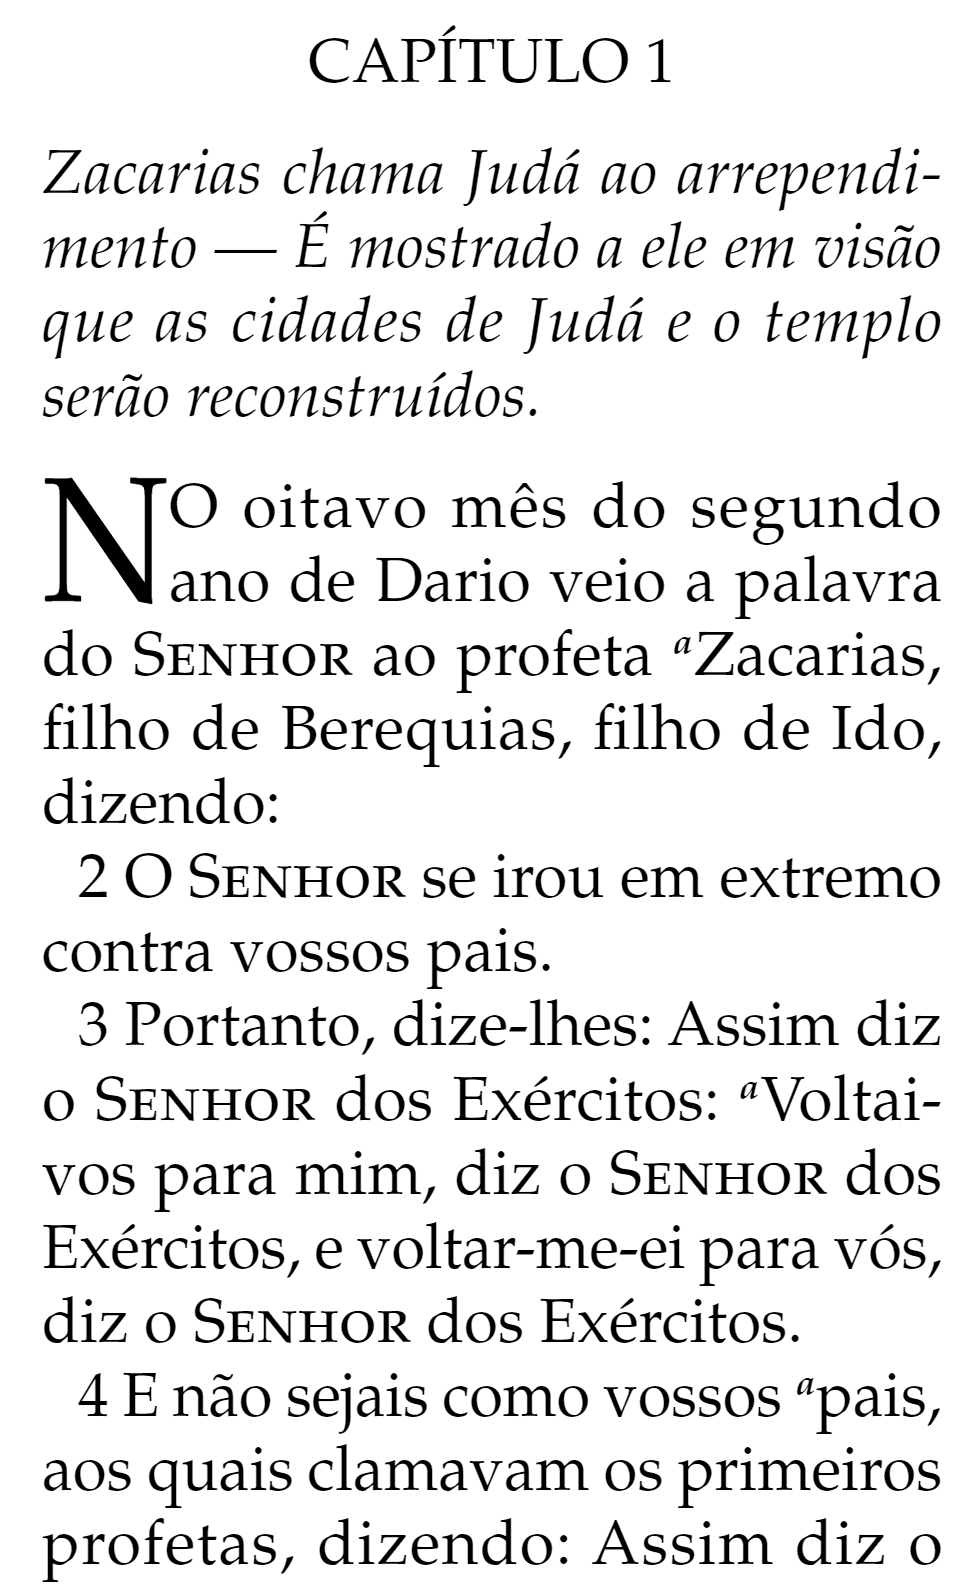 CAPÍTULO 1
Zacarias chama Judá ao arrependi-
mento — É mostrado a ele em visão
que as cidades de Judá e o templo
serão reconstruídos.
NO oitavo mês do segundo
ano de Dario veio a palavra
do SENHOR ao profeta aZacarias,
filho de Berequias, filho de Ido,
dizendo:
2 O SENHOR se irou em extremo
contra vossos pais.
3 Portanto, dize-lhes: Assim diz
o SENHOR dos Exércitos: aVoltai-
vos para mim, diz o SENHOR dos
Exércitos, e voltar-me-ei para vós,
diz o SENHOR dos Exércitos.
4 E não sejais como vossos apais,
aos quais clamavam os primeiros
profetas, dizendo: Assim diz o